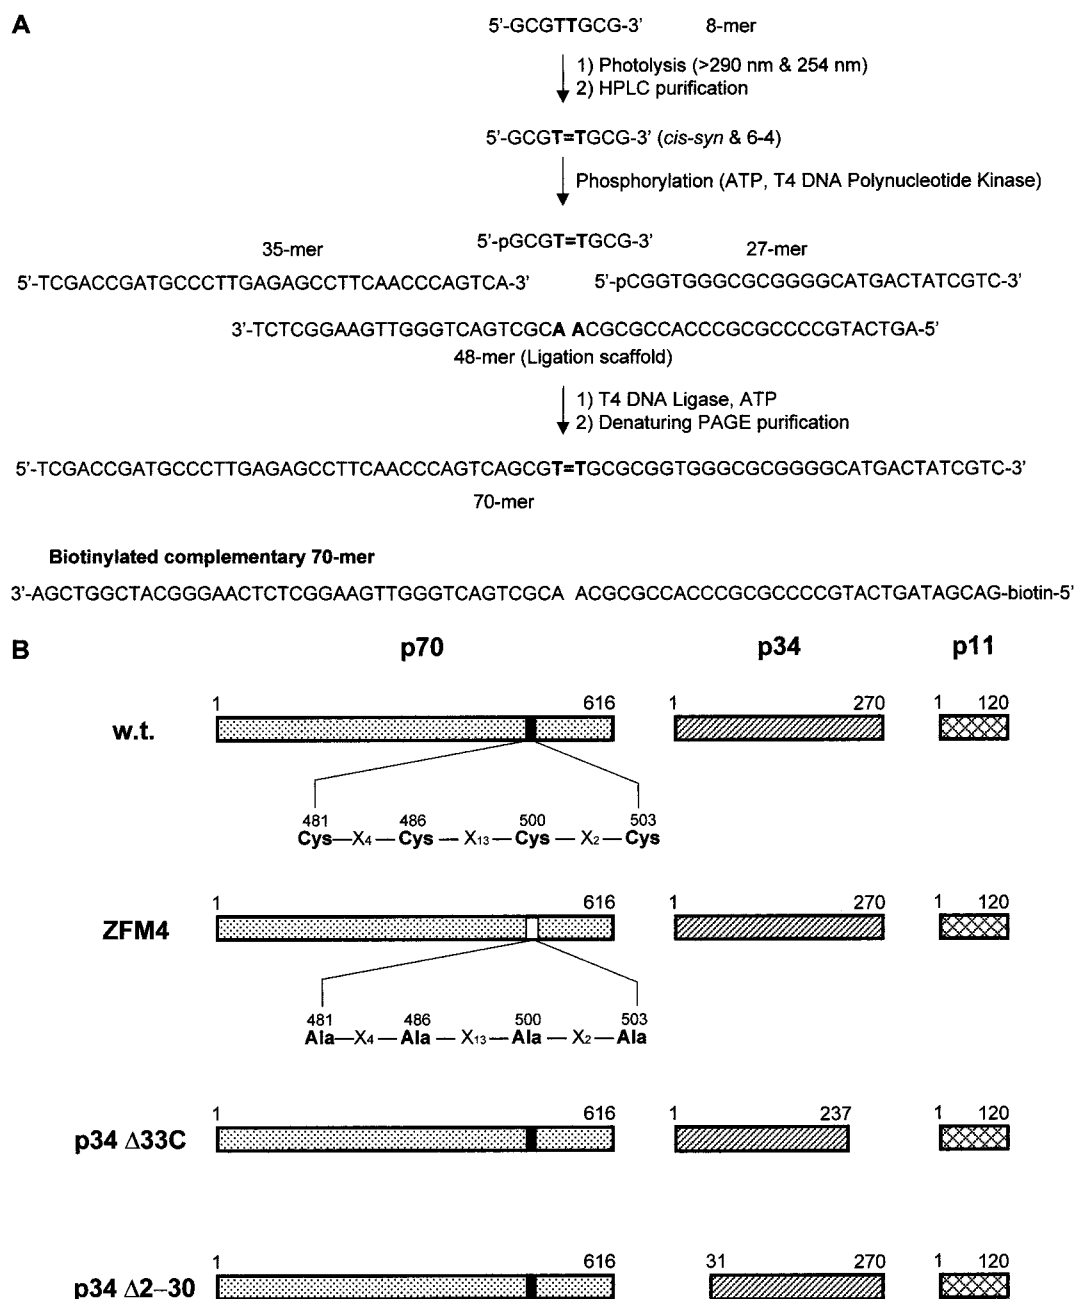 A
5'-GCGTTGCG-3' 8-mer
1) Photolysis (>290 nm & 254 nm)
2) HPLC purification
5'-GCGT=TGCG-3' (cis-syn & 6-4)
Phosphorylation (ATP, T4 DNA Polynucleotide Kinase)
5'-pGCGT=TGCG-3'
35-mer 27-mer
5'-TCGACCGATGCCCTTGAGAGCCTTCAACCCAGTCA-3' 5'-pCGGTGGGCGCGGGGCATGACTATCGTC-3'
3'-TCTCGGAAGTTGGGTCAGTCGCA ACGCGCCACCCGCGCCCCGTACTGA-5'
48-mer (Ligation scaffold)
1) T4 DNA Ligase, ATP
2) Denaturing PAGE purification
5'-TCGACCGATGCCCTTGAGAGCCTTCAACCCAGTCAGCGT=TGCGCGGTGGGCGCGGGGCATGACTATCGTC-3'
70-mer
Biotinylated complementary 70-mer
3'-AGCTGGCTACGGGAACTCTCGGAAGTTGGGTCAGTCGCA ACGCGCCACCCGCGCCCCGTACTGATAGCAG-biotin-5'
B p70 p34 p11
1 616 1 270 1 120
w.t.
481 486 500 503
Cys—X4—Cys—X13—Cys—X2—Cys
1 616 1 270 1 120
ZFM4
481 486 500 503
Ala—X4—Ala—X13—Ala—X2—Ala
1 616 1 237 1 120
p34 Δ33C
1 616 31 270 1 120
p34 Δ2–30